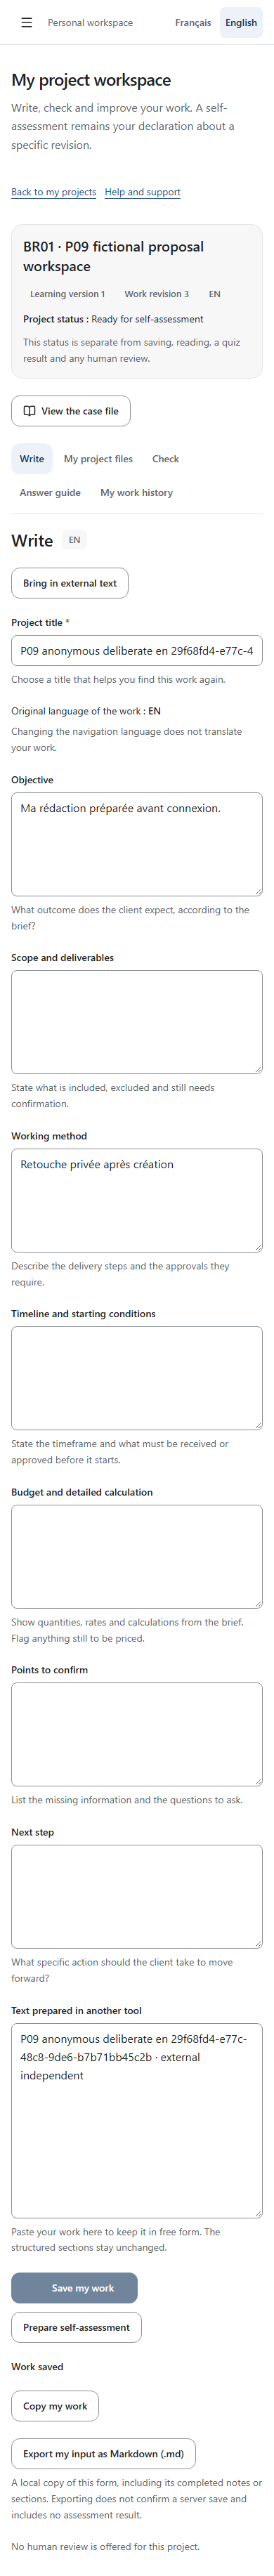 Personal workspace
Français
English
My project workspace
Write, check and improve your work. A self-
assessment remains your declaration about a
specific revision.
Back to my projects
Help and support
BR01 · P09 fictional proposal
workspace
Learning version 1
Work revision 3
EN
Project status : Ready for self-assessment
This status is separate from saving, reading, a quiz
result and any human review.
View the case file
Write
My project files
Check
Answer guide
My work history
Write
EN
Bring in external text
Project title *
P09 anonymous deliberate en 29f68fd4-e77c-4
Choose a title that helps you find this work again.
Original language of the work : EN
Changing the navigation language does not translate
your work.
Objective
Ma rédaction préparée avant connexion.
What outcome does the client expect, according to the
brief?
Scope and deliverables
State what is included, excluded and still needs
confirmation.
Working method
Retouche privée après création
Describe the delivery steps and the approvals they
require.
Timeline and starting conditions
State the timeframe and what must be received or
approved before it starts.
Budget and detailed calculation
Show quantities, rates and calculations from the brief.
Flag anything still to be priced.
Points to confirm
List the missing information and the questions to ask.
Next step
What specific action should the client take to move
forward?
Text prepared in another tool
P09 anonymous deliberate en 29f68fd4-e77c-
48c8-9de6-b7b71bb45c2b · external
independent
Paste your work here to keep it in free form. The
structured sections stay unchanged.
Save my work
Prepare self-assessment
Work saved
Copy my work
Export my input as Markdown (.md)
A local copy of this form, including its completed notes or
sections. Exporting does not confirm a server save and
includes no assessment result.
No human review is offered for this project.